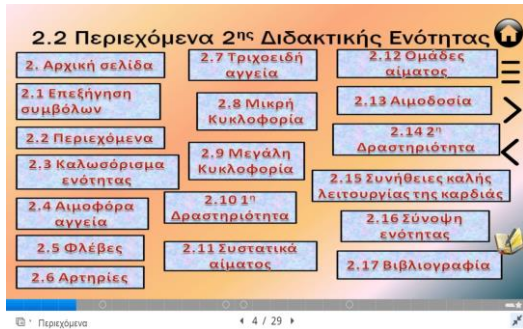 2.2 Περιεχόμενα 2ης Διδακτικής Ενότητας
2. Αρχική σελίδα
2.1 Επεξήγηση
συμβόλων
2.2 Περιεχόμενα
2.3 Καλωσόρισμα
ενότητας
2.4 Αιμοφόρα
αγγεία
2.5 Φλέβες
2.6 Αρτηρίες
2.7 Τριχοειδή
αγγεία
2.8 Μικρή
Κυκλοφορία
2.9 Μεγάλη
Κυκλοφορία
2.10 1η
Δραστηριότητα
2.11 Συστατικά
αίματος
2.12 Ομάδες
αίματος
2.13 Αιμοδοσία
2.14 2η
Δραστηριότητα
2.15 Συνήθειες καλής
λειτουργίας της καρδιάς
2.16 Σύνοψη
ενότητας
2.17 Βιβλιογραφία
Περιεχόμενα
4 / 29